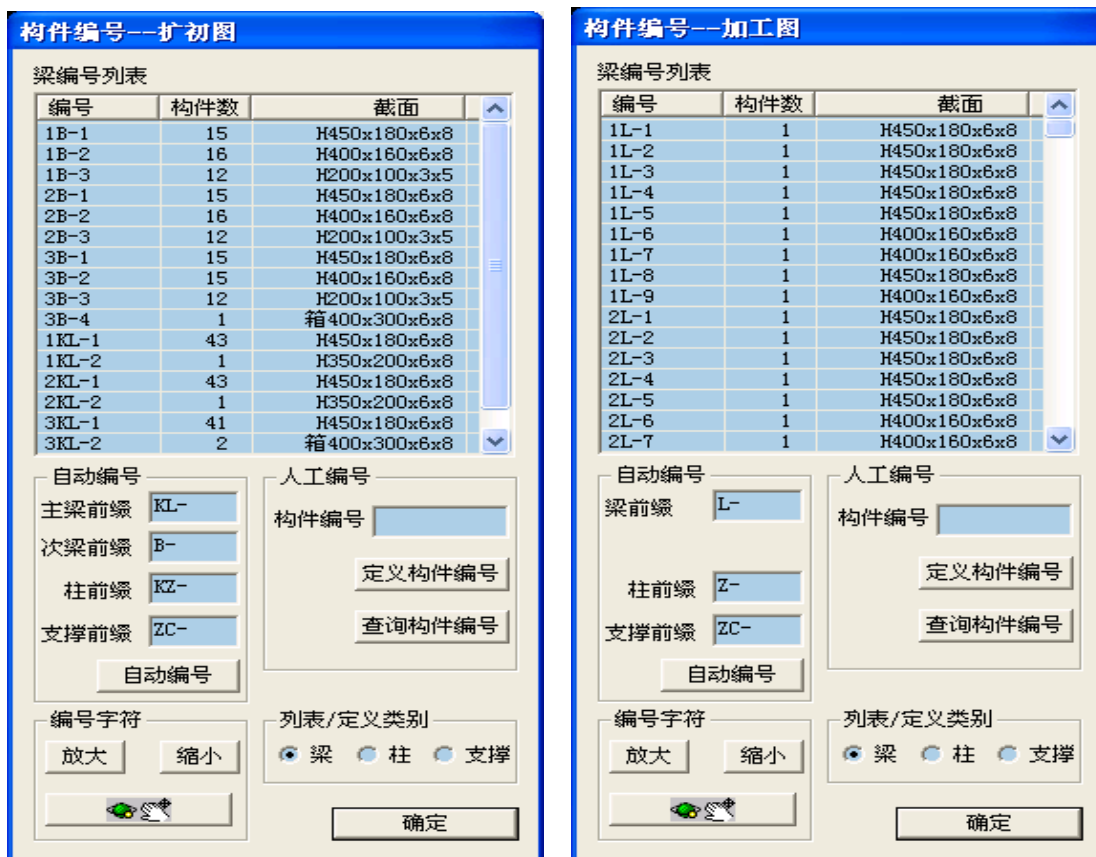 构件编号--扩初图
梁编号列表
编号 构件数 截面
1B-1 15 H450x180x6x8
1B-2 16 H400x160x6x8
1B-3 12 H200x100x3x5
2B-1 15 H450x180x6x8
2B-2 16 H400x160x6x8
2B-3 12 H200x100x3x5
3B-1 15 H450x180x6x8
3B-2 15 H400x160x6x8
3B-3 12 H200x100x3x5
3B-4 1 箱400x300x6x8
1KL-1 43 H450x180x6x8
1KL-2 1 H350x200x6x8
2KL-1 43 H450x180x6x8
2KL-2 1 H350x200x6x8
3KL-1 41 H450x180x6x8
3KL-2 2 箱400x300x6x8
自动编号
主梁前缀 KL-
次梁前缀 B-
柱前缀 KZ-
支撑前缀 ZC-
自动编号
人工编号
构件编号
定义构件编号
查询构件编号
编号字符
放大 缩小
列表/定义类别
梁 柱 支撑
确定
构件编号--加工图
梁编号列表
编号 构件数 截面
1L-1 1 H450x180x6x8
1L-2 1 H450x180x6x8
1L-3 1 H450x180x6x8
1L-4 1 H450x180x6x8
1L-5 1 H450x180x6x8
1L-6 1 H400x160x6x8
1L-7 1 H400x160x6x8
1L-8 1 H450x180x6x8
1L-9 1 H400x160x6x8
2L-1 1 H450x180x6x8
2L-2 1 H450x180x6x8
2L-3 1 H450x180x6x8
2L-4 1 H450x180x6x8
2L-5 1 H450x180x6x8
2L-6 1 H400x160x6x8
2L-7 1 H400x160x6x8
自动编号
梁前缀 L-
柱前缀 Z-
支撑前缀 ZC-
自动编号
人工编号
构件编号
定义构件编号
查询构件编号
编号字符
放大 缩小
列表/定义类别
梁 柱 支撑
确定